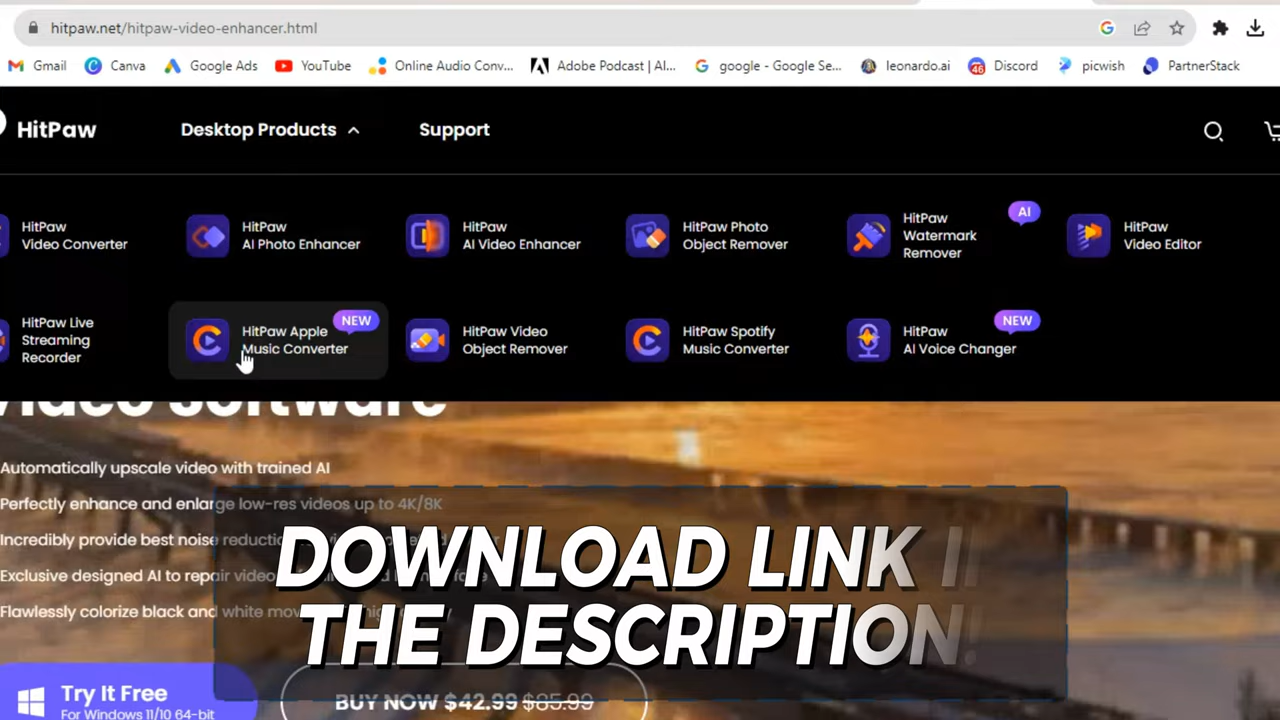 hitpaw.net/hitpaw-video-enhancer.html
Gmail
Canva
Google Ads
YouTube
Online Audio Conv...
Adobe Podcast | AI...
google - Google Se...
leonardo.ai
46
Discord
picwish
PartnerStack
HitPaw
Desktop Products
Support
HitPaw
Video Converter
HitPaw
AI Photo Enhancer
HitPaw
AI Video Enhancer
HitPaw Photo
Object Remover
HitPaw
Watermark
Remover
AI
HitPaw
Video Editor
HitPaw Live
Streaming
Recorder
HitPaw Apple
Music Converter
NEW
HitPaw Video
Object Remover
HitPaw Spotify
Music Converter
HitPaw
AI Voice Changer
NEW
Automatically upscale video with trained AI
Perfectly enhance and enlarge low-res videos up to 4K/8K
Incredibly provide best noise
Exclusive designed AI to repair video
Flawlessly colorize black and white
DOWNLOAD LINK
THE DESCRIPTION!
Try It Free
For Windows 11/10 64-bit
BUY NOW $42.99 $85.99